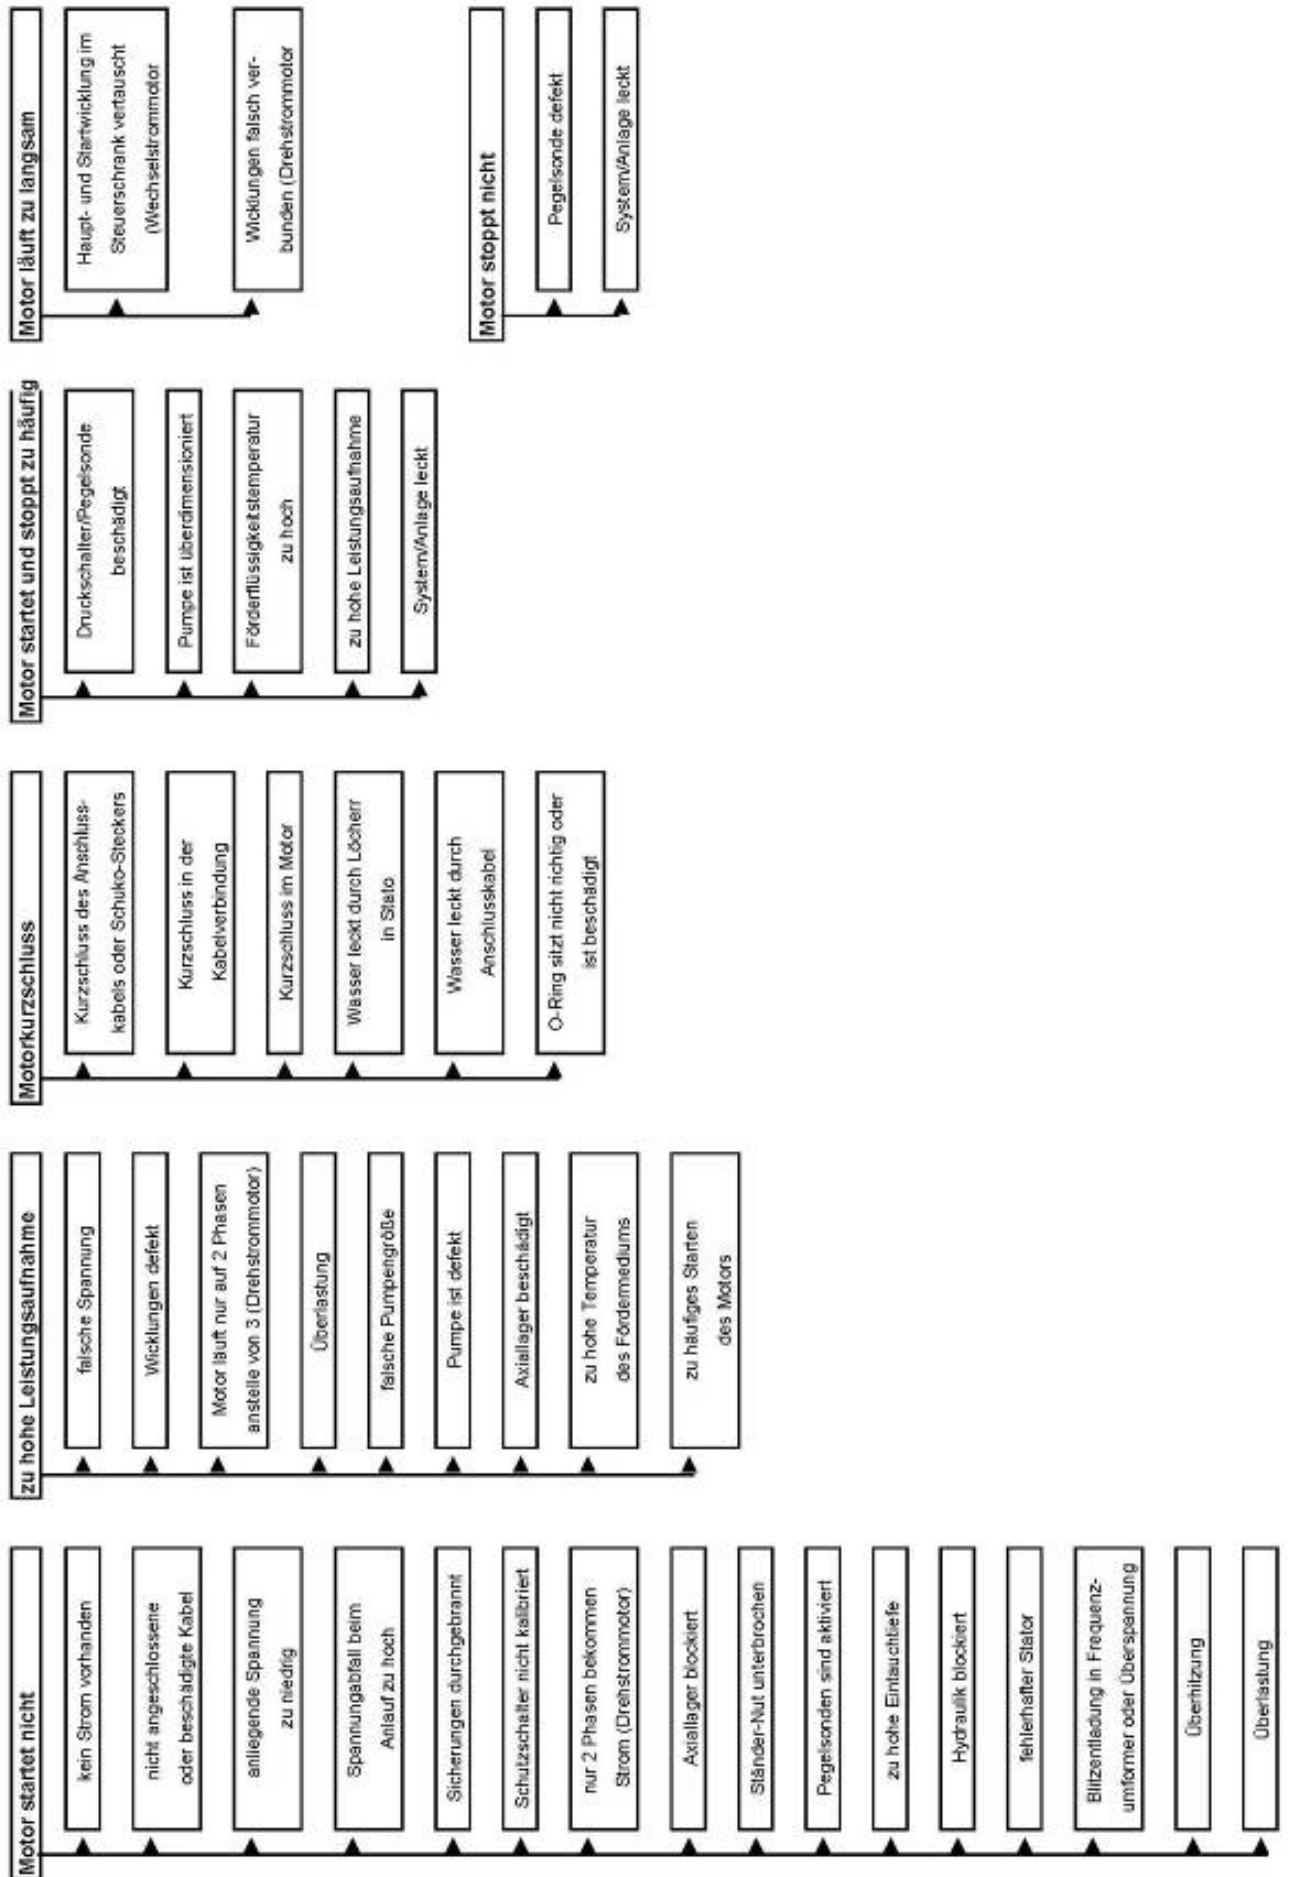 Motor startet nicht
kein Strom vorhanden
nicht angeschlossene
oder beschädigte Kabel
anliegende Spannung
zu niedrig
Spannungabfall beim
Anlauf zu hoch
Sicherungen durchgebrannt
Schutzschalter nicht kalibriert
nur 2 Phasen bekommen
Strom (Drehstrommotor)
Axiallager blockiert
Ständer-Nut unterbrochen
Pegelsonden sind aktiviert
zu hohe Eintauchtiefe
Hydraulik blockiert
fehlerhafter Stator
Blitzentladung in Frequenz-
umformer oder Überspannung
Überhitzung
Überlastung
zu hohe Leistungsaufnahme
falsche Spannung
Wicklungen defekt
Motor läuft nur auf 2 Phasen
anstelle von 3 (Drehstrommotor)
Überlastung
falsche Pumpengröße
Pumpe ist defekt
Axiallager beschädigt
zu hohe Temperatur
des Fördermediums
zu häufiges Starten
des Motors
Motorkurzschluss
Kurzschluss des Anschluss-
kabels oder Schuko-Steckers
Kurzschluss in der
Kabelverbindung
Kurzschluss im Motor
Wasser leckt durch Löcherr
in Stato
Wasser leckt durch
Anschlusskabel
O-Ring sitzt nicht richtig oder
ist beschädigt
Motor startet und stoppt zu häufig
Druckschalter/Pegelsonde
beschädigt
Pumpe ist überdimensioniert
Förderflüssigkeitstemperatur
zu hoch
zu hohe Leistungsaufnahme
System/Anlage leckt
Motor läuft zu langsam
Haupt- und Startwicklung im
Steuerschrank vertauscht
(Wechselstrommotor
Wicklungen falsch ver-
bunden (Drehstrommotor
Motor stoppt nicht
Pegelsonde defekt
System/Anlage leckt